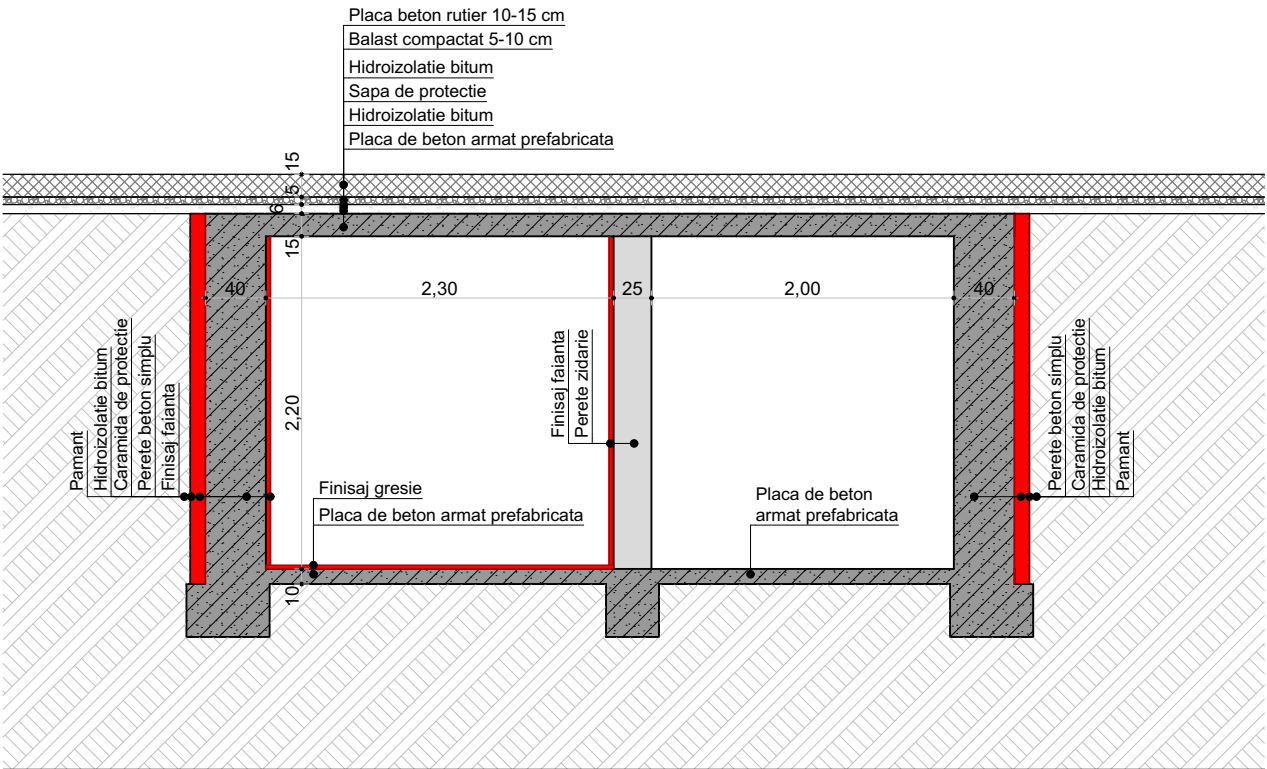 Placa beton rutier 10-15 cm
Balast compactat 5-10 cm
Hidroizolatie bitum
Sapa de protectie
Hidroizolatie bitum
Placa de beton armat prefabricata
15
5
6
15
40
2,30
25
2,00
40
2,20
10
Pamant
Hidroizolatie bitum
Caramida de protectie
Perete beton simplu
Finisaj faianta
Finisaj faianta
Perete zidarie
Finisaj gresie
Placa de beton armat prefabricata
Placa de beton
armat prefabricata
Perete beton simplu
Caramida de protectie
Hidroizolatie bitum
Pamant